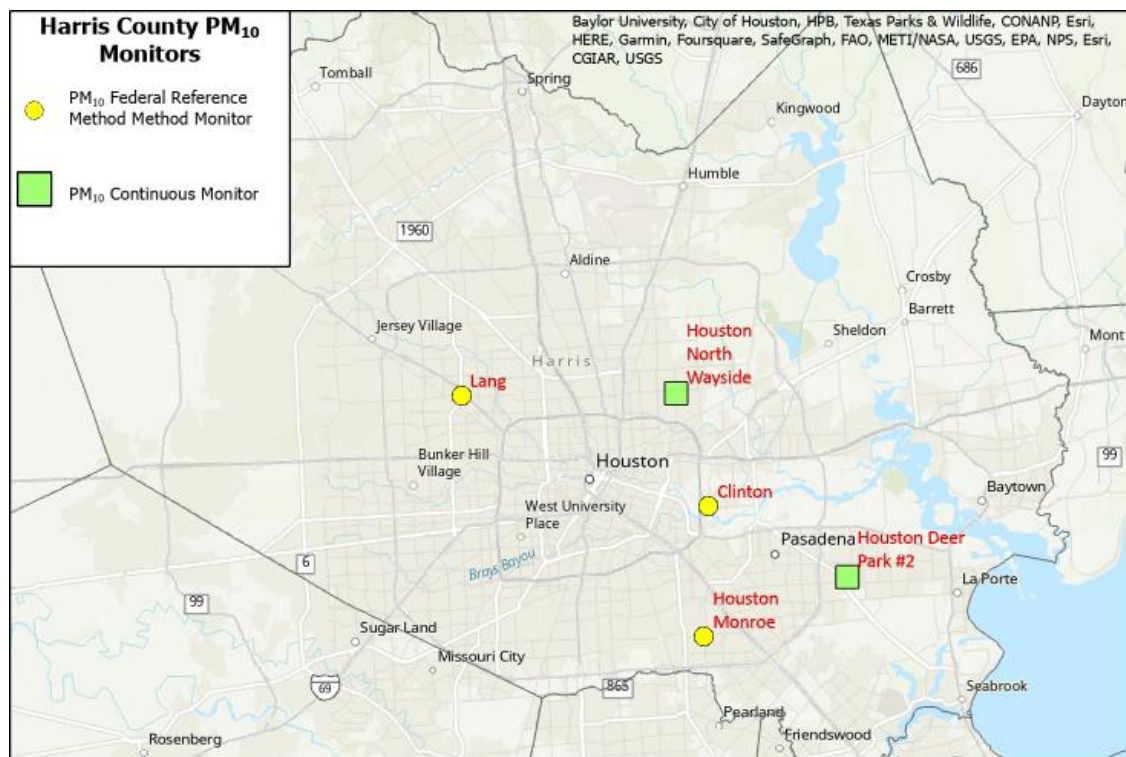 Harris County PM₁₀
Monitors
PM₁₀ Federal Reference
Method Method Monitor
PM₁₀ Continuous Monitor
Baylor University, City of Houston, HPB, Texas Parks & Wildlife, CONANP, Esri,
HERE, Garmin, Foursquare, SafeGraph, FAO, METI/NASA, USGS, EPA, NPS, Esri,
CGIAR, USGS
Tomball
Spring
686
Kingwood
Dayton
Humble
1960
Aldine
Crosby
Barrett
Jersey Village
Houston
North
Wayside
Sheldon
Mont
Harris
Lang
Bunker Hill
Village
Houston
99
Clinton
Baytown
West University
Place
Pasadena
Houston Deer
Park #2
Brays Bayou
6
La Porte
99
Houston
Monroe
Sugar Land
Missouri City
69
865
Seabrook
Pearland
Rosenberg
Friendswood